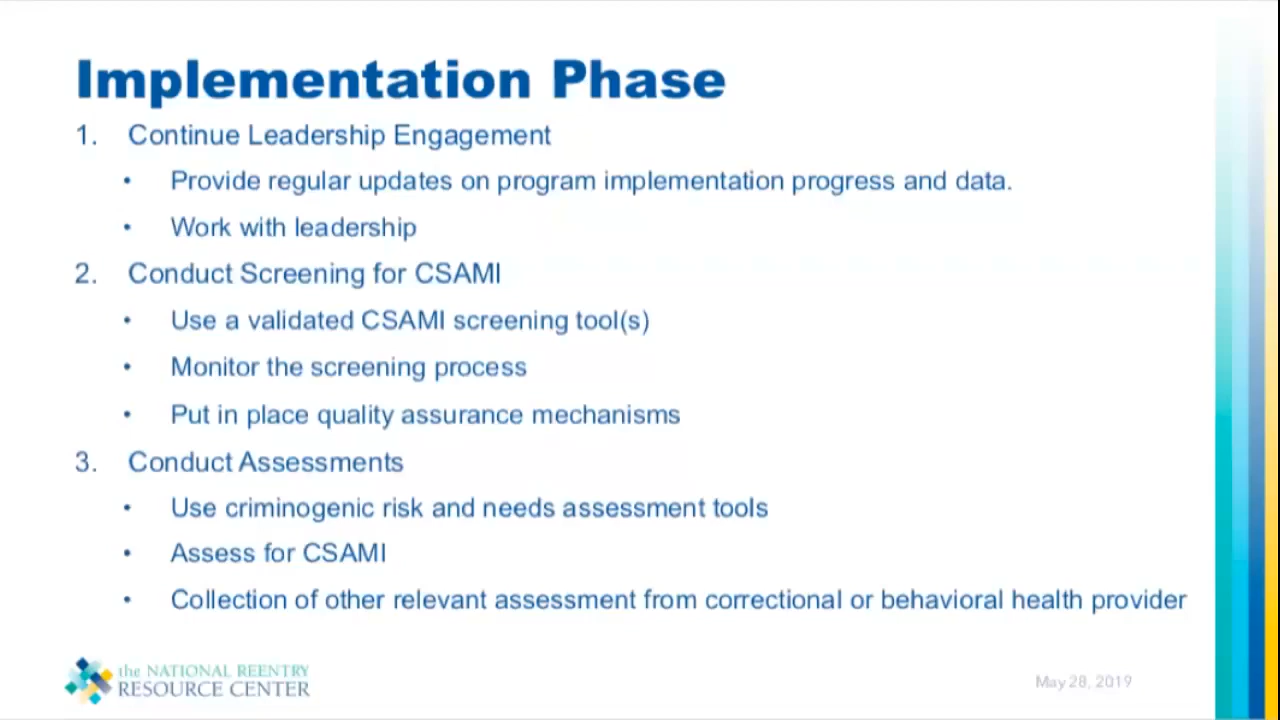 Implementation Phase
1. Continue Leadership Engagement
• Provide regular updates on program implementation progress and data.
• Work with leadership
2. Conduct Screening for CSAMI
• Use a validated CSAMI screening tool(s)
• Monitor the screening process
• Put in place quality assurance mechanisms
3. Conduct Assessments
• Use criminogenic risk and needs assessment tools
• Assess for CSAMI
• Collection of other relevant assessment from correctional or behavioral health provider
the NATIONAL REENTRY
RESOURCE CENTER
May 28, 2019